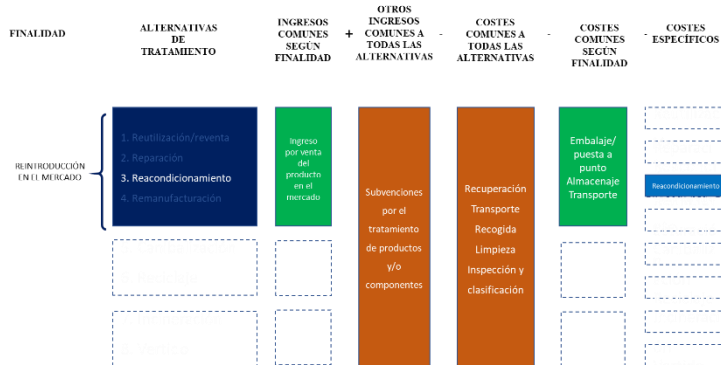 FINALIDAD
ALTERNATIVAS
DE
TRATAMIENTO
INGRESOS
COMUNES
SEGÚN
FINALIDAD
+
OTROS
INGRESOS
COMUNES A
TODAS LAS
ALTERNATIVAS
-
COSTES
COMUNES A
TODAS LAS
ALTERNATIVAS
-
COSTES
COMUNES
SEGÚN
FINALIDAD
-
COSTES
ESPECÍFICOS
REINTRODUCCIÓN
EN EL MERCADO
1. Reutilización/reventa
2. Reparación
3. Reacondicionamiento
4. Remanufacturación
Ingreso
por venta
del
producto
en el
mercado
Subvenciones
por el
tratamiento
de productos
y/o
componentes
Recuperación
Transporte
Recogida
Limpieza
Inspección y
clasificación
Embalaje/
puesta a
punto
Almacenaje
Transporte
Reacondicionamiento